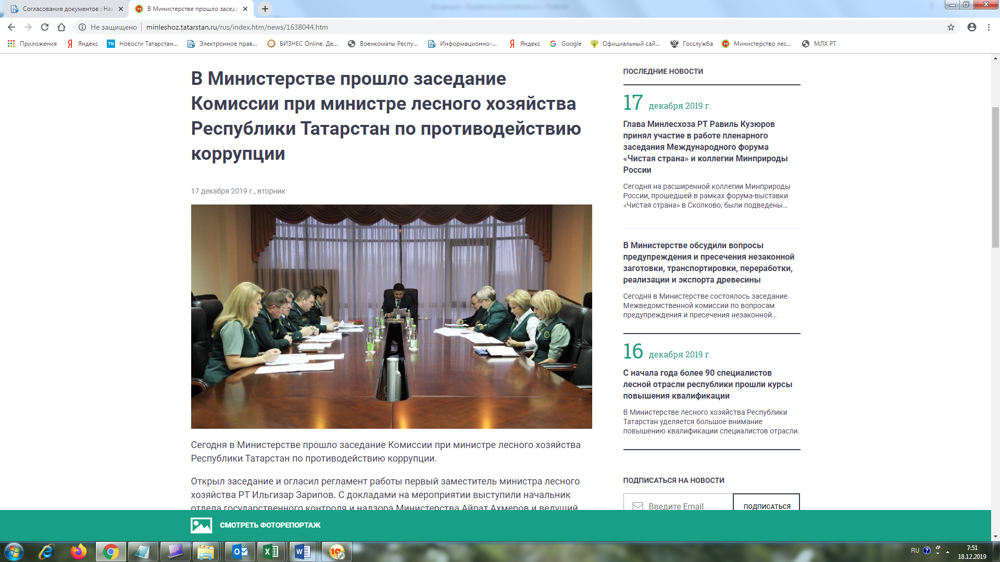 Согласование документов : Нах
В Министерстве прошло заседа
Не защищено
minleshoz.tatarstan.ru/rus/index.htm/news/1638044.htm
Приложения
Яндекс
Новости Татарстан...
Электронное прав...
БИЗНЕС Online. Де...
Военкоматы Респу...
Информационно-...
Яндекс
Google
Официальный сай...
Госслужба
Министерство лес...
МЛХ РТ
В Министерстве прошло заседание
Комиссии при министре лесного хозяйства
Республики Татарстан по противодействию
коррупции
17 декабря 2019 г., вторник
Сегодня в Министерстве прошло заседание Комиссии при министре лесного хозяйства
Республики Татарстан по противодействию коррупции.
Открыл заседание и огласил регламент работы первый заместитель министра лесного
хозяйства РТ Ильгизар Зарипов. С докладами на мероприятии выступили начальник
отдела государственного контроля и надзора Министерства Айрат Ахмеров и ведущий
ПОСЛЕДНИЕ НОВОСТИ
17 декабря 2019 г.
Глава Минлесхоза РТ Равиль Кузюров
принял участие в работе пленарного
заседания Международного форума
«Чистая страна» и коллегии Минприроды
России
Сегодня на расширенной коллегии Минприроды
России, прошедшей в рамках форума-выставки
«Чистая страна» в Сколково, были подведены...
В Министерстве обсудили вопросы
предупреждения и пресечения незаконной
заготовки, транспортировки, переработки,
реализации и экспорта древесины
Сегодня в Министерстве состоялось заседание
Межведомственной комиссии по вопросам
предупреждения и пресечения незаконной...
16 декабря 2019 г.
С начала года более 90 специалистов
лесной отрасли республики прошли курсы
повышения квалификации
В Министерстве лесного хозяйства Республики
Татарстан уделяется большое внимание
повышению квалификации специалистов отрасли.
ПОДПИСАТЬСЯ НА НОВОСТИ
Введите Email
ПОДПИСАТЬСЯ
СМОТРЕТЬ ФОТОРЕПОРТАЖ
RU
7:51
18.12.2019